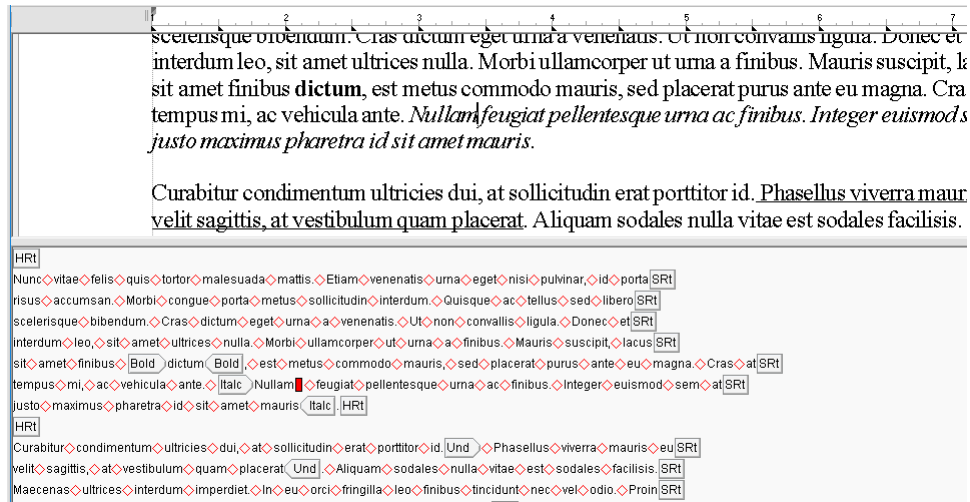 1 2 3 4 5 6 7
scelerisque bibendum. Cras dictum eget urna a venenatis. Ut non convallis ligula. Donec et
interdum leo, sit amet ultrices nulla. Morbi ullamcorper ut urna a finibus. Mauris suscipit, la
sit amet finibus dictum, est metus commodo mauris, sed placerat purus ante eu magna. Cras
tempus mi, ac vehicula ante. Nullam feugiat pellentesque urna ac finibus. Integer euismod s
justo maximus pharetra id sit amet mauris.
Curabitur condimentum ultricies dui, at sollicitudin erat porttitor id. Phasellus viverra mauri
velit sagittis, at vestibulum quam placerat. Aliquam sodales nulla vitae est sodales facilisis.
HRt
Nunc◇vitae◇felis◇quis◇tortor◇malesuada◇mattis.◇Etiam◇venenatis◇urna◇eget◇nisi◇pulvinar,◇id◇porta SRt
risus◇accumsan.◇Morbi◇congue◇porta◇metus◇sollicitudin◇interdum.◇Quisque◇ac◇tellus◇sed◇libero SRt
scelerisque◇bibendum.◇Cras◇dictum◇eget◇urna◇a◇venenatis.◇Ut◇non◇convallis◇ligula.◇Donec◇et SRt
interdum◇leo,◇sit◇amet◇ultrices◇nulla.◇Morbi◇ullamcorper◇ut◇urna◇a◇finibus.◇Mauris◇suscipit,◇lacus SRt
sit◇amet◇finibus◇ Bold dictum Bold ,◇est◇metus◇commodo◇mauris,◇sed◇placerat◇purus◇ante◇eu◇magna.◇Cras◇at SRt
tempus◇mi,◇ac◇vehicula◇ante.◇ Italc Nullam ◇feugiat◇pellentesque◇urna◇ac◇finibus.◇Integer◇euismod◇sem◇at SRt
justo◇maximus◇pharetra◇id◇sit◇amet◇mauris Italc . HRt
HRt
Curabitur◇condimentum◇ultricies◇dui,◇at◇sollicitudin◇erat◇porttitor◇id. Und ◇Phasellus◇viverra◇mauris◇eu SRt
velit◇sagittis,◇at◇vestibulum◇quam◇placerat Und .◇Aliquam◇sodales◇nulla◇vitae◇est◇sodales◇facilisis. SRt
Maecenas◇ultrices◇interdum◇imperdiet.◇In◇eu◇orci◇fringilla◇leo◇finibus◇tincidunt◇nec◇vel◇odio.◇Proin SRt